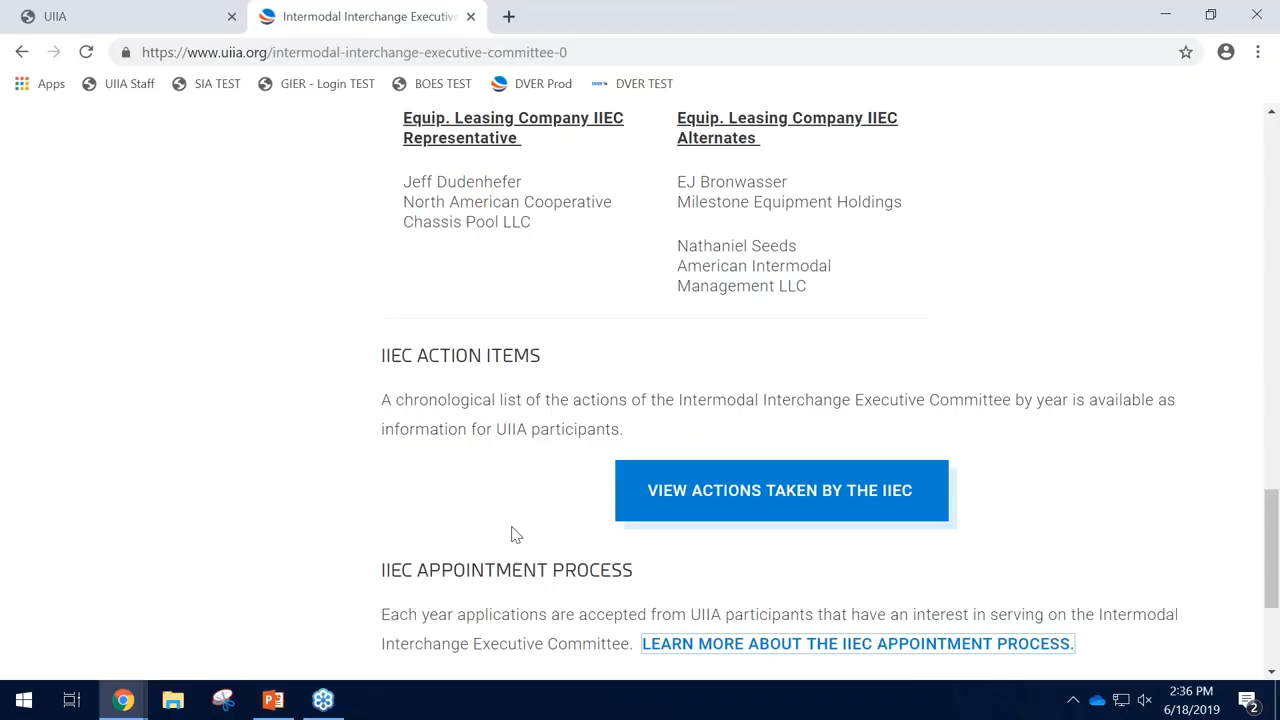 UIIA
Intermodal Interchange Executive
https://www.uiia.org/intermodal-interchange-executive-committee-0
Apps UIIA Staff SIA TEST GIER - Login TEST BOES TEST DVER Prod DVER TEST
Equip. Leasing Company IIEC
Representative
Jeff Dudenhefer
North American Cooperative
Chassis Pool LLC
Equip. Leasing Company IIEC
Alternates
EJ Bronwasser
Milestone Equipment Holdings
Nathaniel Seeds
American Intermodal
Management LLC
IIEC ACTION ITEMS
A chronological list of the actions of the Intermodal Interchange Executive Committee by year is available as
information for UIIA participants.
VIEW ACTIONS TAKEN BY THE IIEC
IIEC APPOINTMENT PROCESS
Each year applications are accepted from UIIA participants that have an interest in serving on the Intermodal
Interchange Executive Committee. LEARN MORE ABOUT THE IIEC APPOINTMENT PROCESS.
2:36 PM
6/18/2019
2